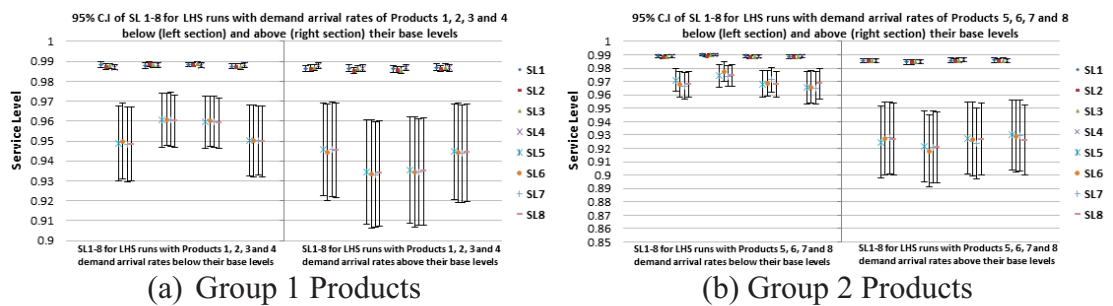 95% C.I of SL 1-8 for LHS runs with demand arrival rates of Products 1, 2, 3 and 4
below (left section) and above (right section) their base levels
Service Level
1
0.99
0.98
0.97
0.96
0.95
0.94
0.93
0.92
0.91
0.9
SL1-8 for LHS runs with Products 1, 2, 3 and 4
demand arrival rates below their base levels
SL1-8 for LHS runs with Products 1, 2, 3 and 4
demand arrival rates above their base levels
SL1
SL2
SL3
SL4
SL5
SL6
SL7
SL8
(a) Group 1 Products
95% C.I of SL 1-8 for LHS runs with demand arrival rates of Products 5, 6, 7 and 8
below (left section) and above (right section) their base levels
Service Level
1
0.99
0.98
0.97
0.96
0.95
0.94
0.93
0.92
0.91
0.9
0.89
0.88
0.87
0.86
0.85
SL1-8 for LHS runs with Products 5, 6, 7 and 8
demand arrival rates below their base levels
SL1-8 for LHS runs with Products 5, 6, 7 and 8
demand arrival rates above their base levels
SL1
SL2
SL3
SL4
SL5
SL6
SL7
SL8
(b) Group 2 Products